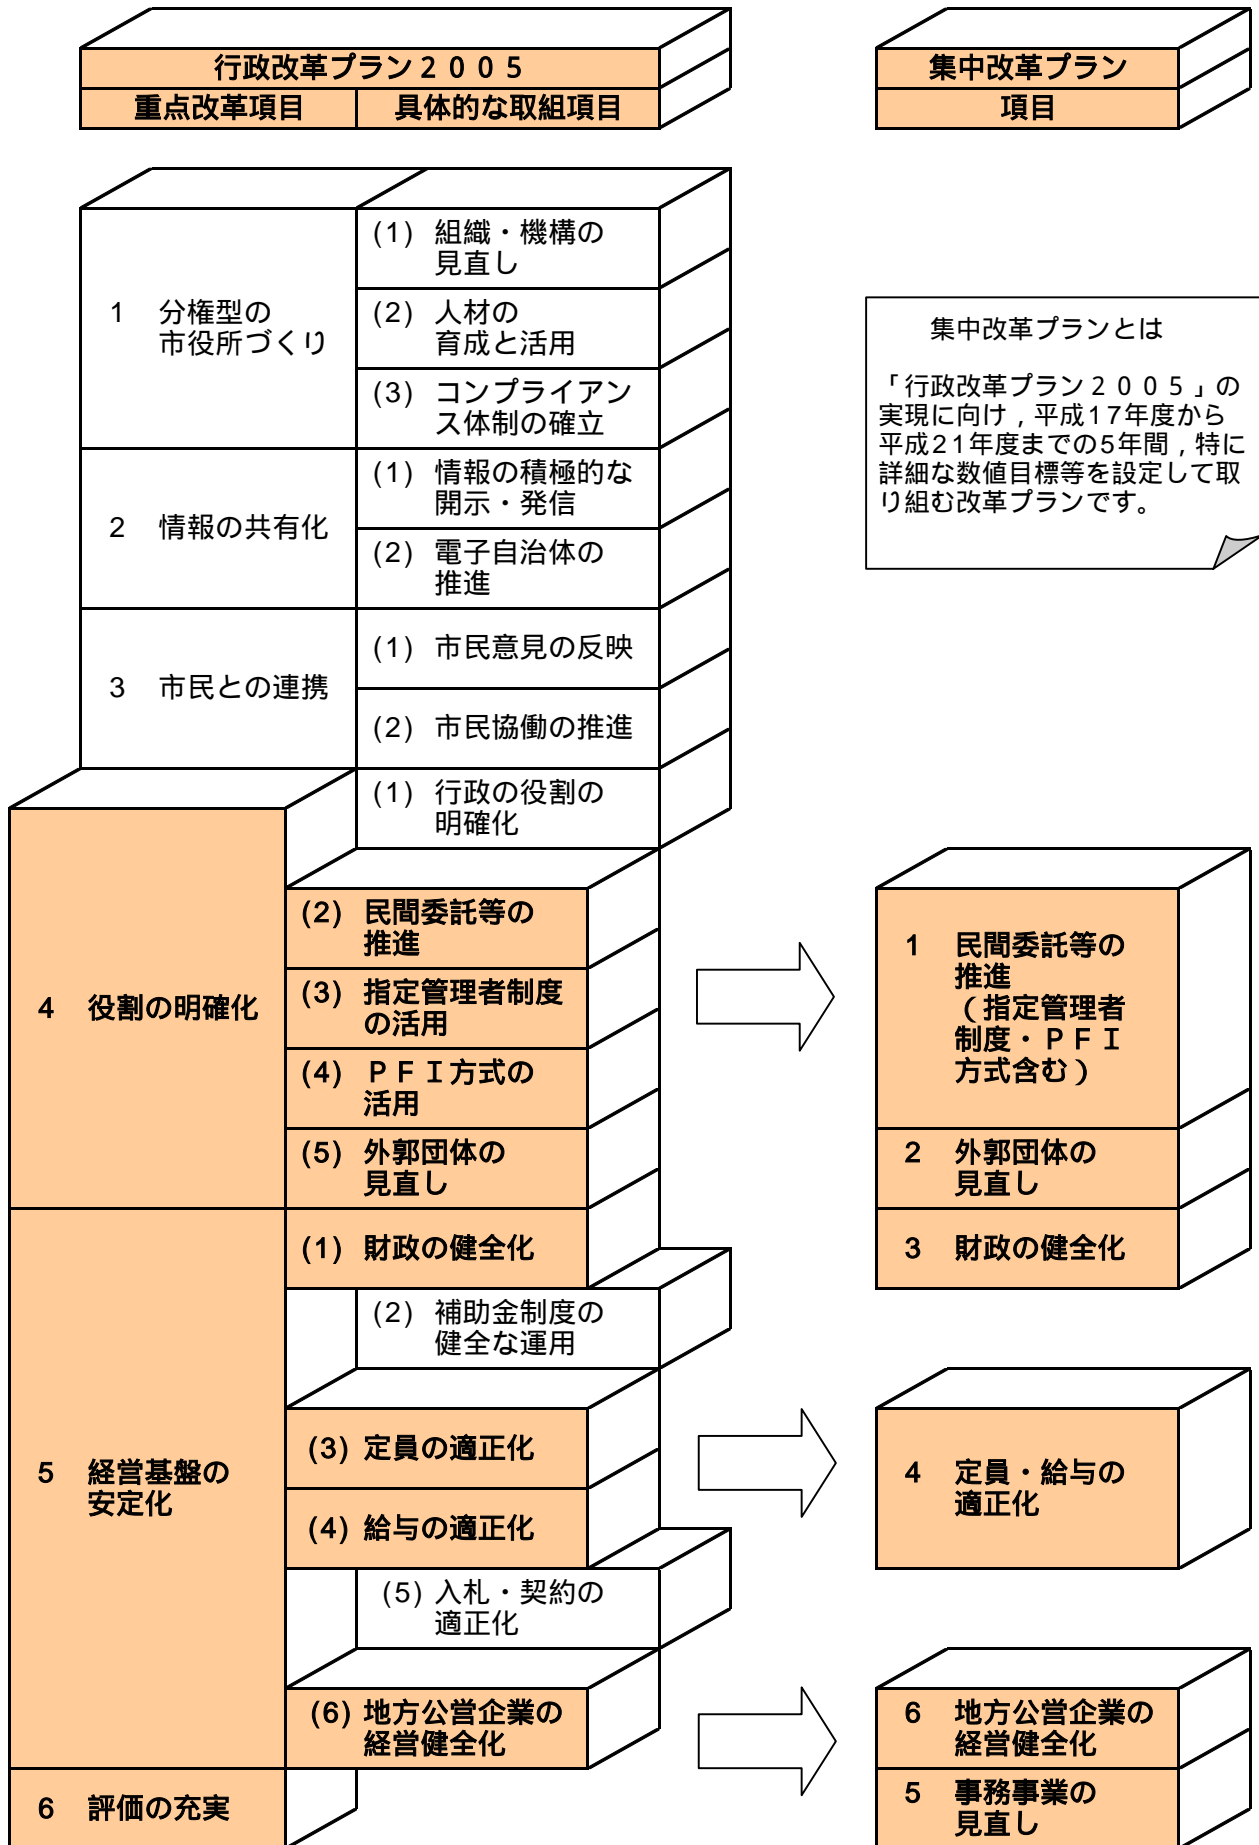 行政改革プラン２００５
重点改革項目
具体的な取組項目
集中改革プラン
項目
1 分権型の
市役所づくり
(1) 組織・機構の
見直し
(2) 人材の
育成と活用
(3) コンプライアン
ス体制の確立
2 情報の共有化
(1) 情報の積極的な
開示・発信
(2) 電子自治体の
推進
3 市民との連携
(1) 市民意見の反映
(2) 市民協働の推進
集中改革プランとは
「行政改革プラン２００５」の
実現に向け，平成17年度から
平成21年度までの5年間，特に
詳細な数値目標等を設定して取
り組む改革プランです。
4 役割の明確化
(1) 行政の役割の
明確化
(2) 民間委託等の
推進
(3) 指定管理者制度
の活用
(4) ＰＦＩ方式の
活用
(5) 外郭団体の
見直し
1 民間委託等の
推進
（指定管理者
制度・ＰＦＩ
方式含む）
2 外郭団体の
見直し
3 財政の健全化
5 経営基盤の
安定化
(1) 財政の健全化
(2) 補助金制度の
健全な運用
(3) 定員の適正化
(4) 給与の適正化
(5) 入札・契約の
適正化
(6) 地方公営企業の
経営健全化
4 定員・給与の
適正化
6 地方公営企業の
経営健全化
6 評価の充実
5 事務事業の
見直し